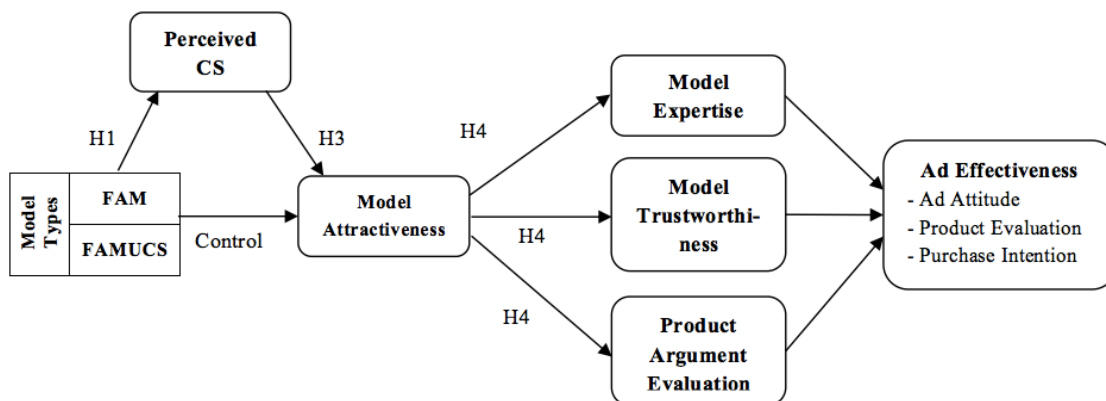 Perceived
CS
H1
H3
Model
Types
FAM
FAMUCS
Control
Model
Attractiveness
H4
H4
H4
Model
Expertise
Model
Trustworthi-
ness
Product
Argument
Evaluation
Ad Effectiveness
- Ad Attitude
- Product Evaluation
- Purchase Intention